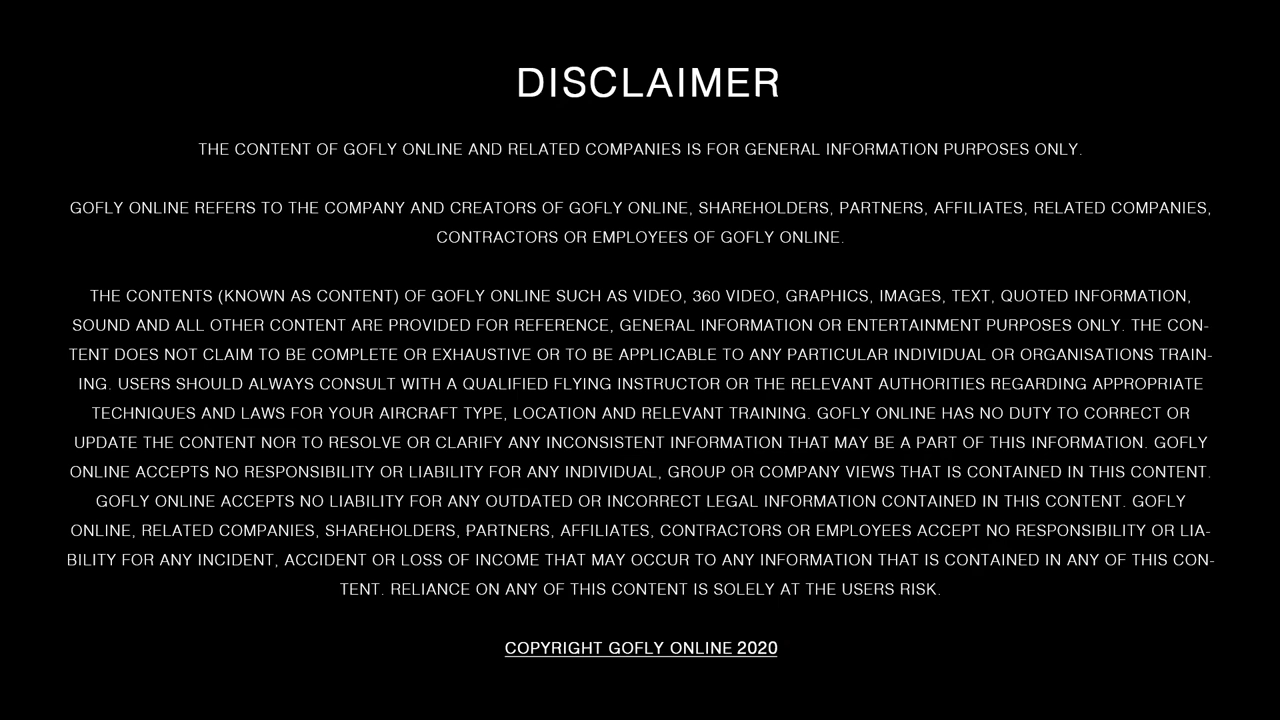 DISCLAIMER
THE CONTENT OF GOFLY ONLINE AND RELATED COMPANIES IS FOR GENERAL INFORMATION PURPOSES ONLY.
GOFLY ONLINE REFERS TO THE COMPANY AND CREATORS OF GOFLY ONLINE, SHAREHOLDERS, PARTNERS, AFFILIATES, RELATED COMPANIES,
CONTRACTORS OR EMPLOYEES OF GOFLY ONLINE.
THE CONTENTS (KNOWN AS CONTENT) OF GOFLY ONLINE SUCH AS VIDEO, 360 VIDEO, GRAPHICS, IMAGES, TEXT, QUOTED INFORMATION,
SOUND AND ALL OTHER CONTENT ARE PROVIDED FOR REFERENCE, GENERAL INFORMATION OR ENTERTAINMENT PURPOSES ONLY. THE CON-
TENT DOES NOT CLAIM TO BE COMPLETE OR EXHAUSTIVE OR TO BE APPLICABLE TO ANY PARTICULAR INDIVIDUAL OR ORGANISATIONS TRAIN-
ING. USERS SHOULD ALWAYS CONSULT WITH A QUALIFIED FLYING INSTRUCTOR OR THE RELEVANT AUTHORITIES REGARDING APPROPRIATE
TECHNIQUES AND LAWS FOR YOUR AIRCRAFT TYPE, LOCATION AND RELEVANT TRAINING. GOFLY ONLINE HAS NO DUTY TO CORRECT OR
UPDATE THE CONTENT NOR TO RESOLVE OR CLARIFY ANY INCONSISTENT INFORMATION THAT MAY BE A PART OF THIS INFORMATION. GOFLY
ONLINE ACCEPTS NO RESPONSIBILITY OR LIABILITY FOR ANY INDIVIDUAL, GROUP OR COMPANY VIEWS THAT IS CONTAINED IN THIS CONTENT.
GOFLY ONLINE ACCEPTS NO LIABILITY FOR ANY OUTDATED OR INCORRECT LEGAL INFORMATION CONTAINED IN THIS CONTENT. GOFLY
ONLINE, RELATED COMPANIES, SHAREHOLDERS, PARTNERS, AFFILIATES, CONTRACTORS OR EMPLOYEES ACCEPT NO RESPONSIBILITY OR LIA-
BILITY FOR ANY INCIDENT, ACCIDENT OR LOSS OF INCOME THAT MAY OCCUR TO ANY INFORMATION THAT IS CONTAINED IN ANY OF THIS CON-
TENT. RELIANCE ON ANY OF THIS CONTENT IS SOLELY AT THE USERS RISK.
COPYRIGHT GOFLY ONLINE 2020